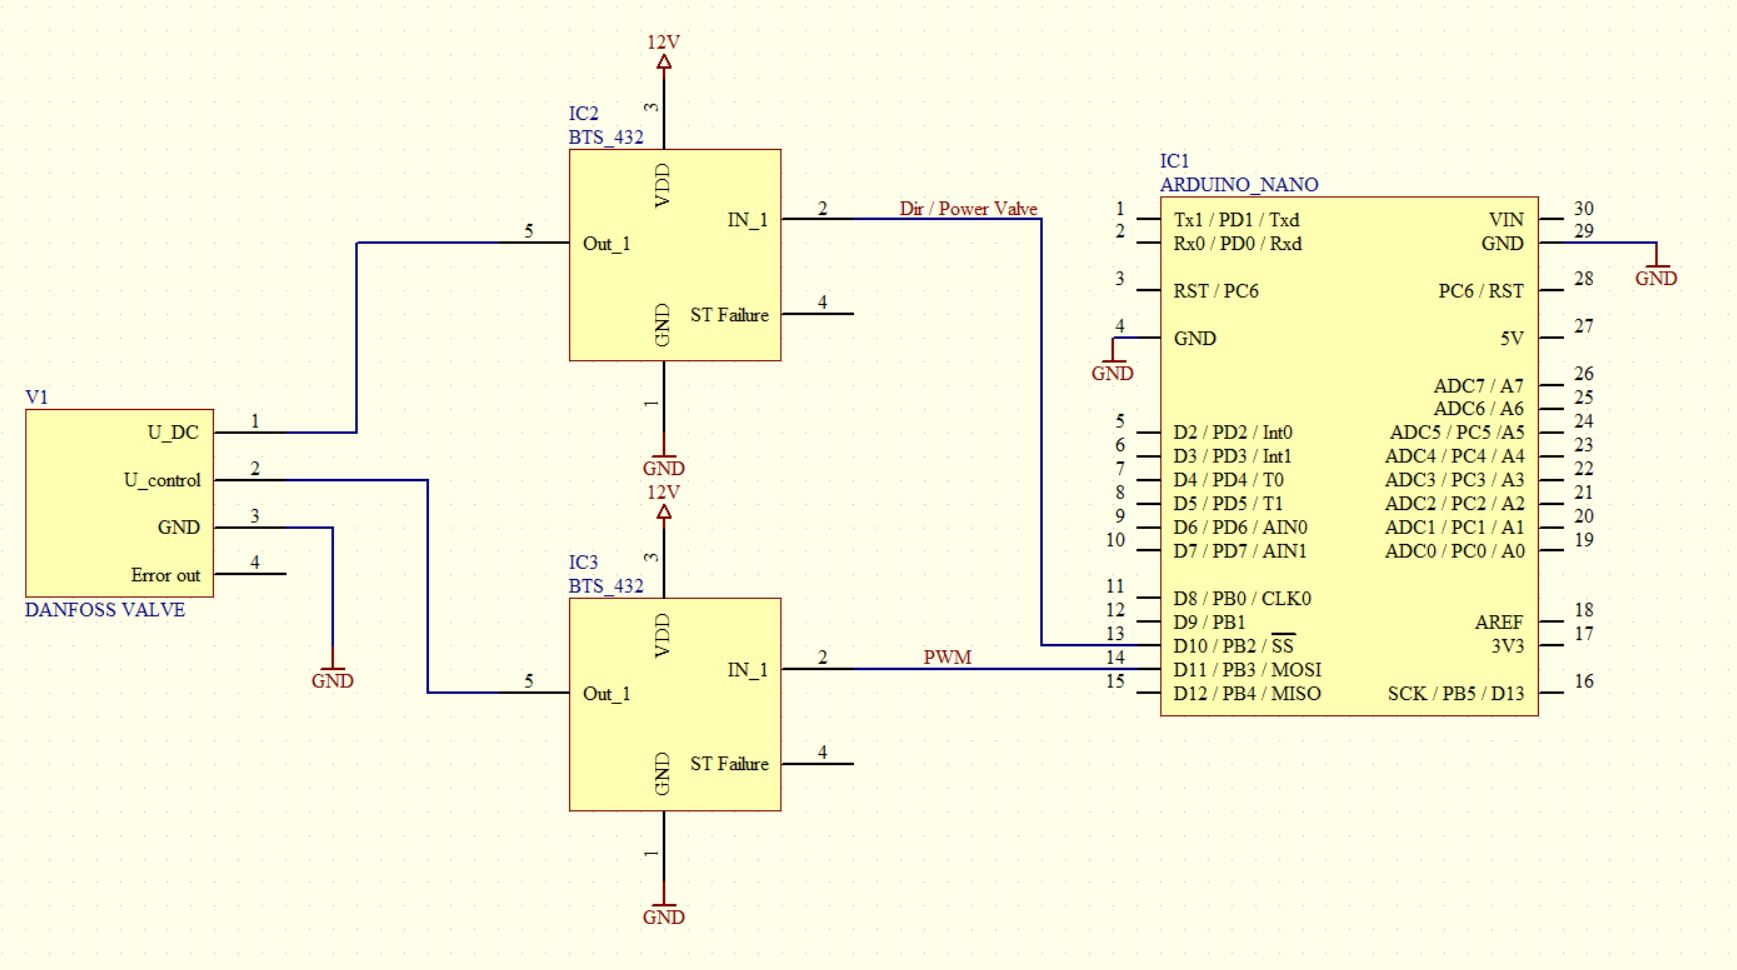 12V
3
IC2
BTS_432
VDD
IN_1
2
Dir / Power Valve
5
Out_1
GND
ST Failure
4
1
GND
V1
U_DC
1
U_control
2
GND
3
Error out
4
DANFOSS VALVE
GND
12V
3
IC3
BTS_432
VDD
IN_1
2
PWM
5
Out_1
GND
ST Failure
4
1
GND
IC1
ARDUINO_NANO
1 Tx1 / PD1 / Txd VIN 30
2 Rx0 / PD0 / Rxd GND 29
GND
3 RST / PC6 PC6 / RST 28
4 GND 5V 27
GND
ADC7 / A7 26
ADC6 / A6 25
5 D2 / PD2 / Int0 ADC5 / PC5 /A5 24
6 D3 / PD3 / Int1 ADC4 / PC4 / A4 23
7 D4 / PD4 / T0 ADC3 / PC3 / A3 22
8 D5 / PD5 / T1 ADC2 / PC2 / A2 21
9 D6 / PD6 / AIN0 ADC1 / PC1 / A1 20
10 D7 / PD7 / AIN1 ADC0 / PC0 / A0 19
11 D8 / PB0 / CLK0
12 D9 / PB1 AREF 18
13 D10 / PB2 / SS 3V3 17
14 D11 / PB3 / MOSI
15 D12 / PB4 / MISO SCK / PB5 / D13 16